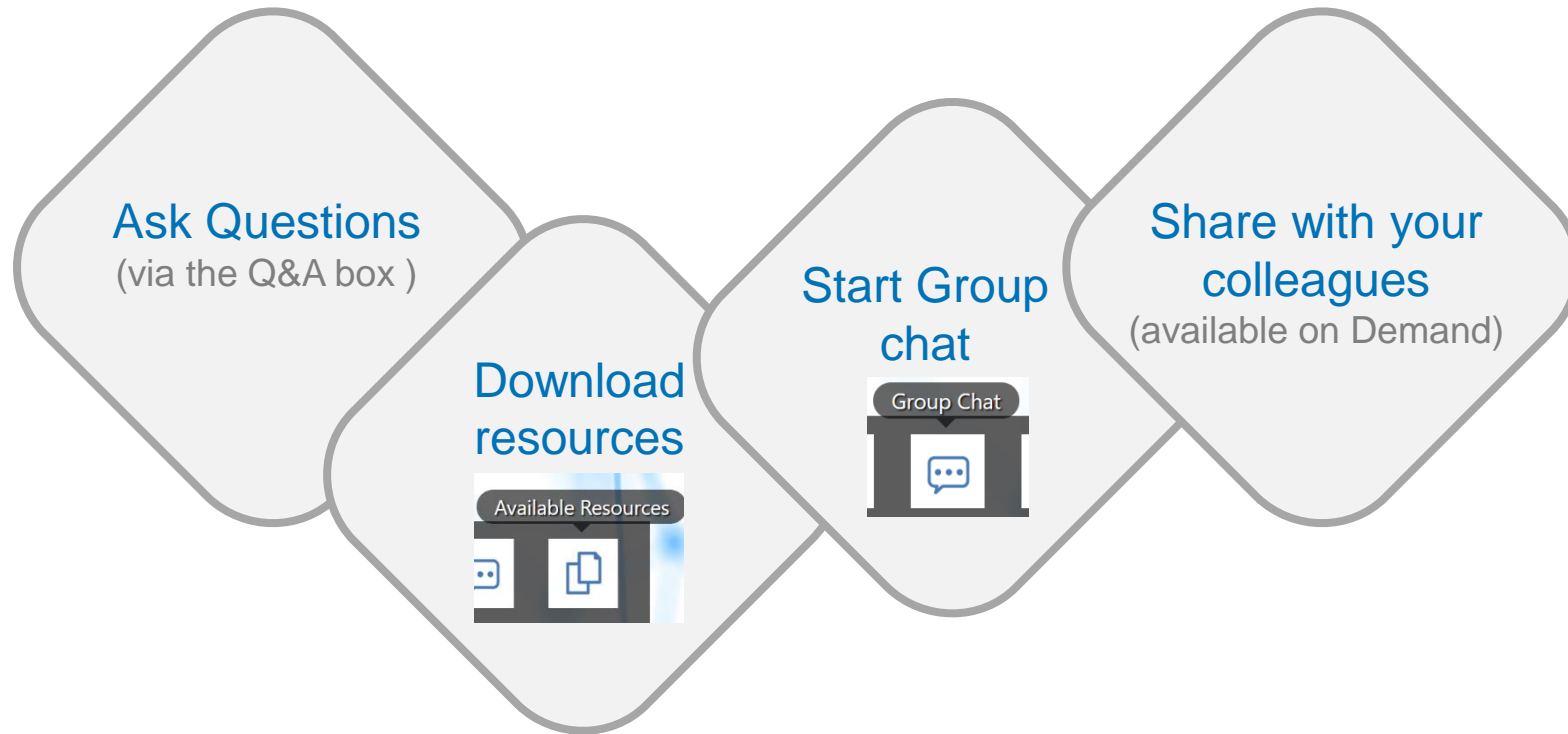 Ask Questions
(via the Q&A box )
Download
resources
Available Resources
Start Group
chat
Group Chat
Share with your
colleagues
(available on Demand)